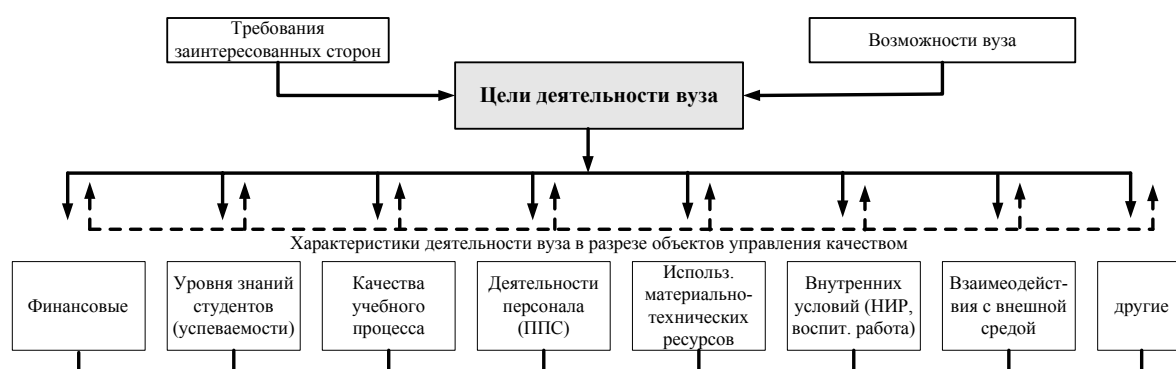 Требования
заинтересованных сторон
Возможности вуза
Цели деятельности вуза
Характеристики деятельности вуза в разрезе объектов управления качеством
Финансовые
Уровня знаний
студентов
(успеваемости)
Качества
учебного
процесса
Деятельности
персонала
(ППС)
Использ.
материально-
технических
ресурсов
Внутренних
условий (НИР,
воспит. работа)
Взаимеодейст-
вия с внешней
средой
другие